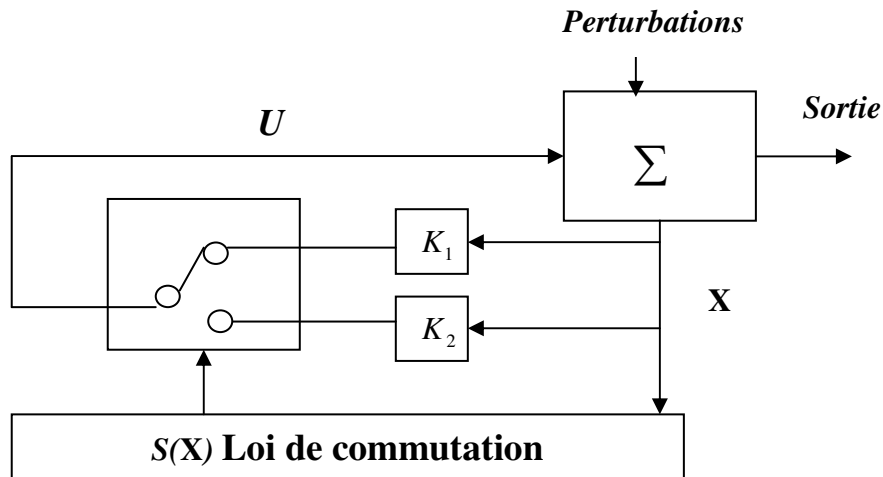 Perturbations
Sortie
U
∑
K₁
X
K₂
S(X) Loi de commutation